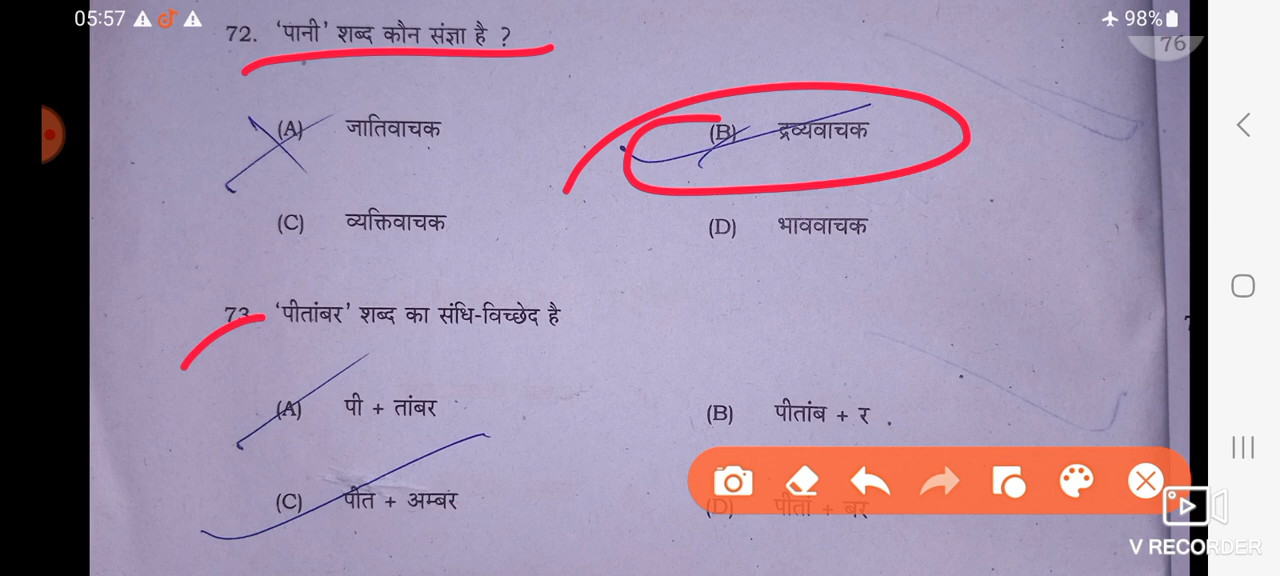 05:57 98%
76
72. 'पानी' शब्द कौन संज्ञा है ?
(A) जातिवाचक (B) द्रव्यवाचक
(C) व्यक्तिवाचक (D) भाववाचक
73. 'पीतांबर' शब्द का संधि-विच्छेद है
(A) पी + तांबर (B) पीतांब + र .
(C) पीत + अम्बर (D) पीतां + बर
V RECORDER